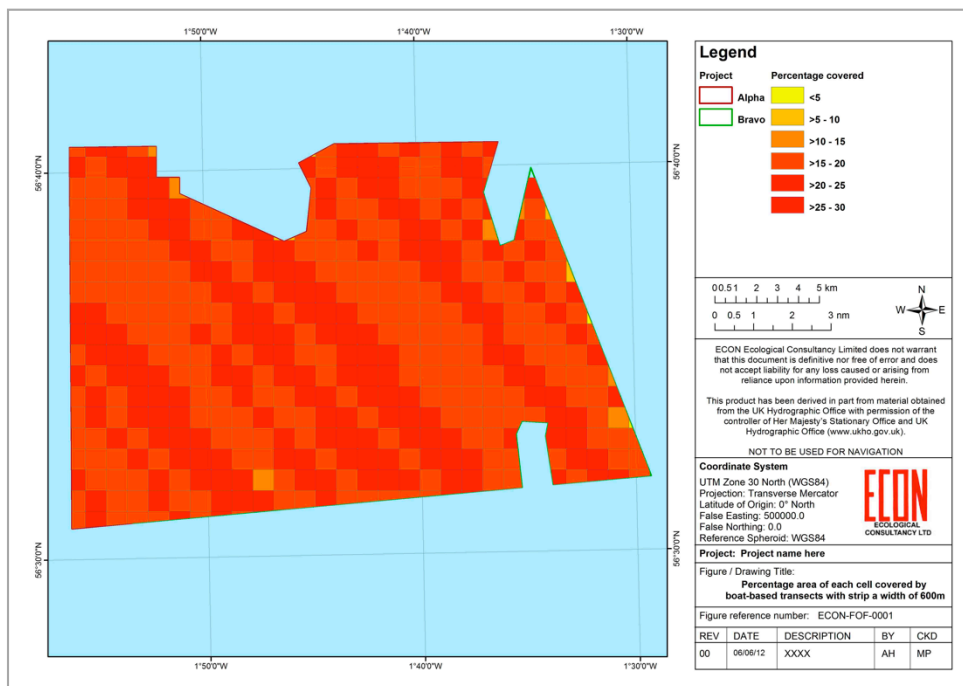 1°50'0"W
1°40'0"W
1°30'0"W
56°40'0"N
56°40'0"N
56°30'0"N
56°30'0"N
1°50'0"W
1°40'0"W
1°30'0"W
Legend
Project
Percentage covered
Alpha
Bravo
<5
>5 - 10
>10 - 15
>15 - 20
>20 - 25
>25 - 30
0 0.5 1 2 3 4 5 km
0 0.5 1 2 3 nm
N
W E
S
ECON Ecological Consultancy Limited does not warrant
that this document is definitive nor free of error and does
not accept liability for any loss caused or arising from
reliance upon information provided herein.
This product has been derived in part from material obtained
from the UK Hydrographic Office with permission of the
controller of Her Majesty's Stationary Office and UK
Hydrographic Office (www.ukho.gov.uk).
NOT TO BE USED FOR NAVIGATION
Coordinate System
UTM Zone 30 North (WGS84)
Projection: Transverse Mercator
Latitude of Origin: 0° North
False Easting: 500000.0
False Northing: 0.0
Reference Spheroid: WGS84
ECON
ECOLOGICAL
CONSULTANCY LTD
Project: Project name here
Figure / Drawing Title:
Percentage area of each cell covered by
boat-based transects with strip a width of 600m
Figure reference number: ECON-FOF-0001
REV DATE DESCRIPTION BY CKD
00 06/06/12 XXXX AH MP